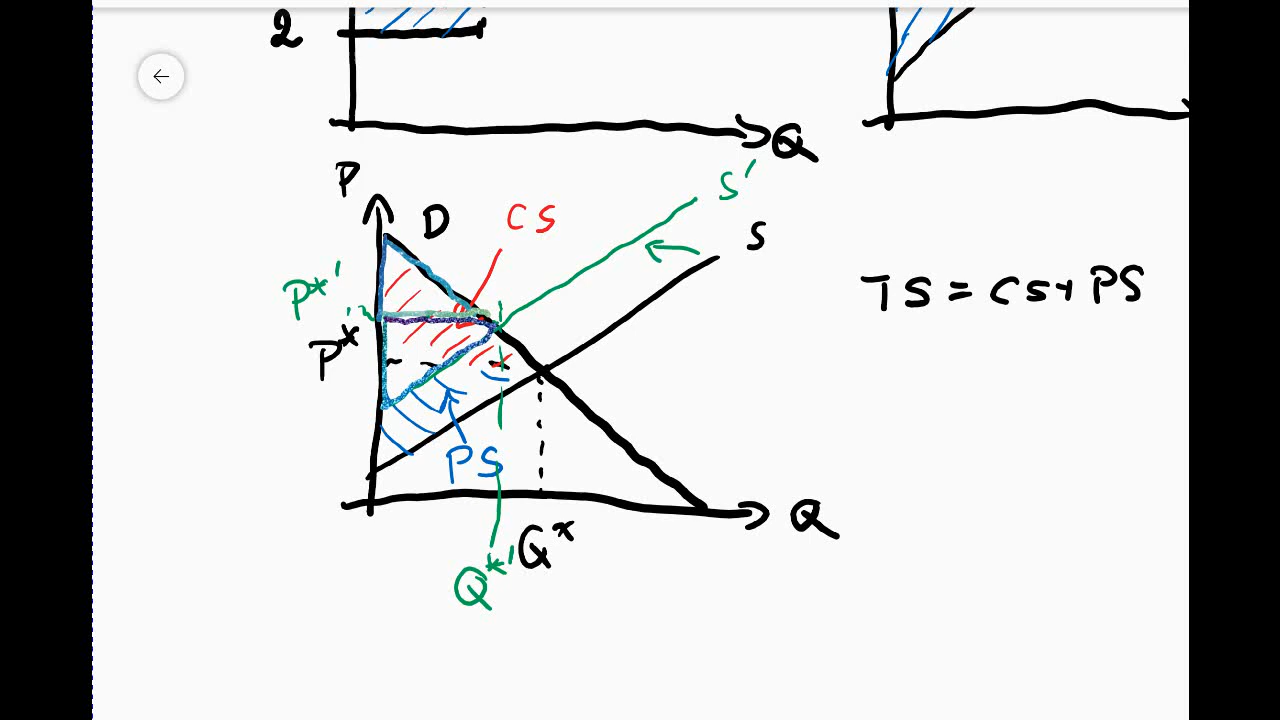 2
Q
P
D
CS
S'
S
P*'
P*
TS = CS + PS
PS
Q
Q*
Q*'